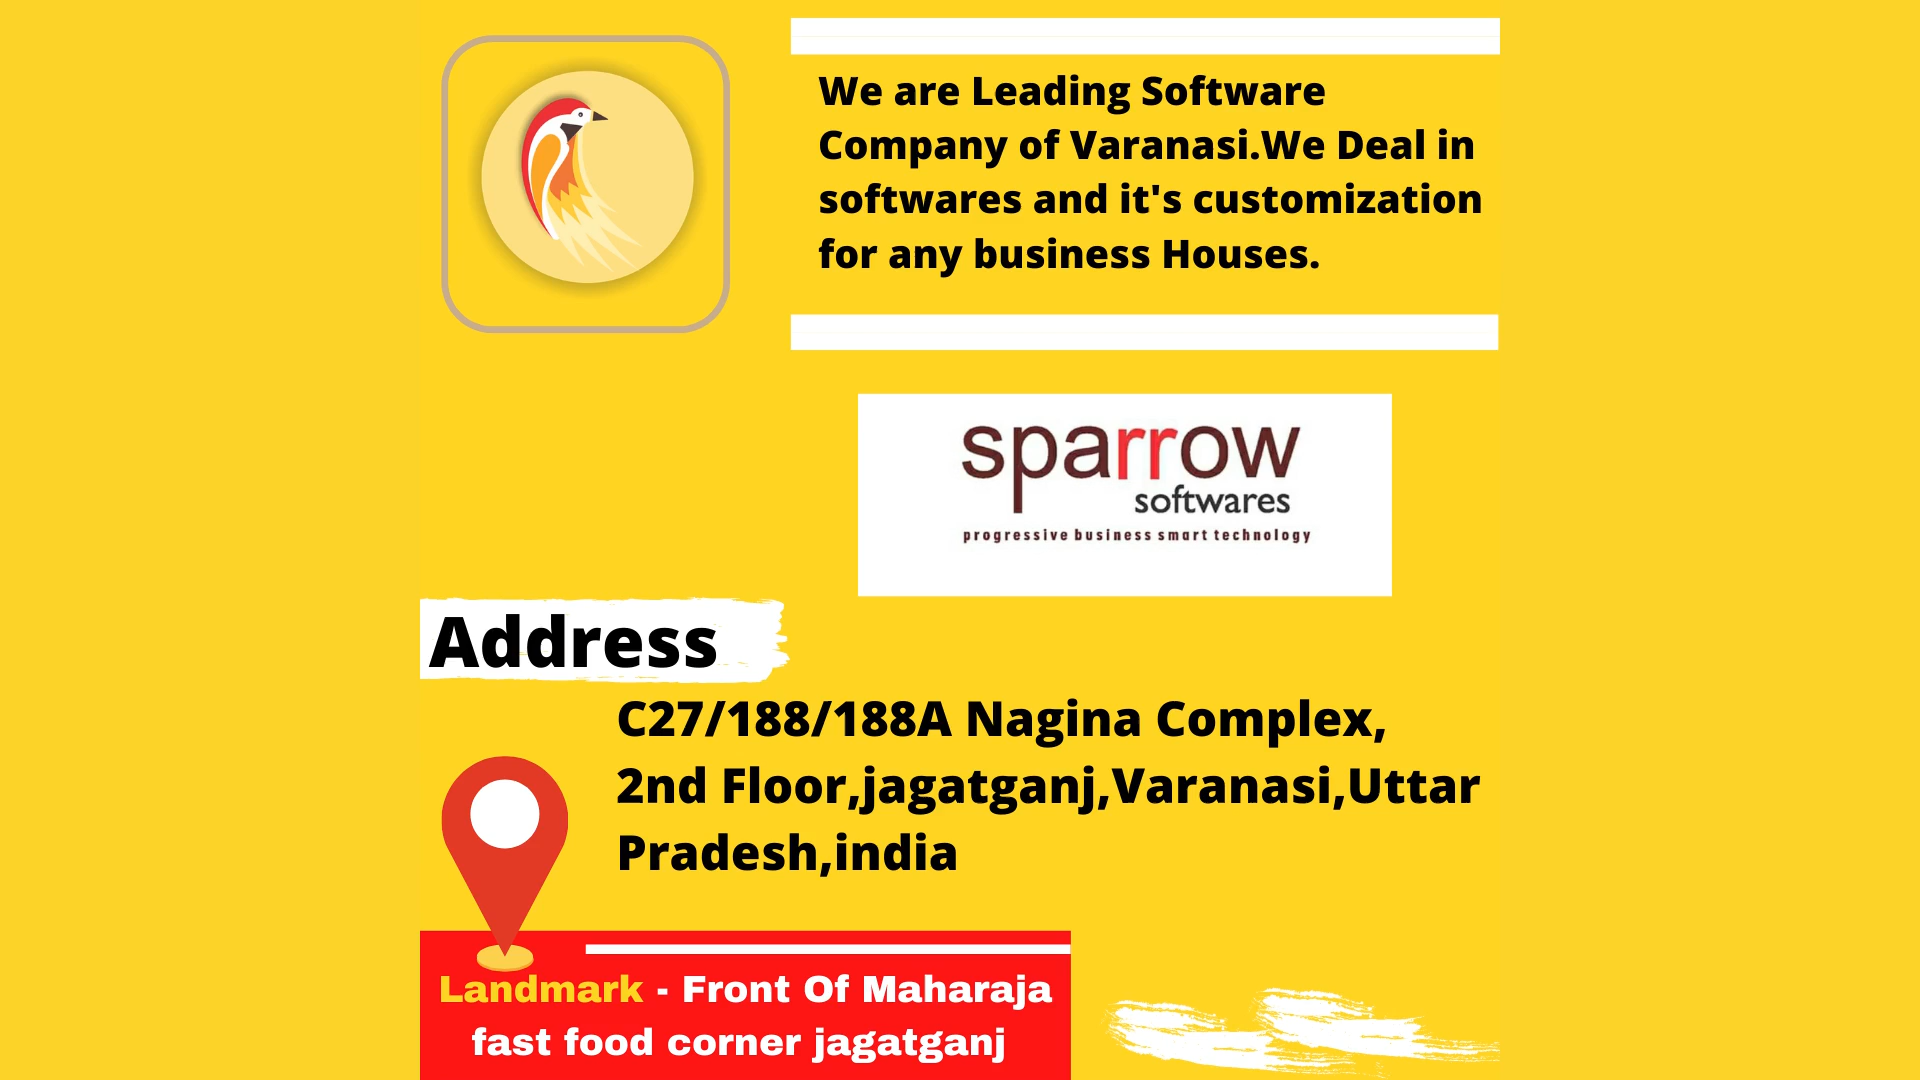 We are Leading Software
Company of Varanasi.We Deal in
softwares and it's customization
for any business Houses.
sparrow
softwares
progressive business smart technology
Address
C27/188/188A Nagina Complex,
2nd Floor,jagatganj,Varanasi,Uttar
Pradesh,india
Landmark - Front Of Maharaja
fast food corner jagatganj